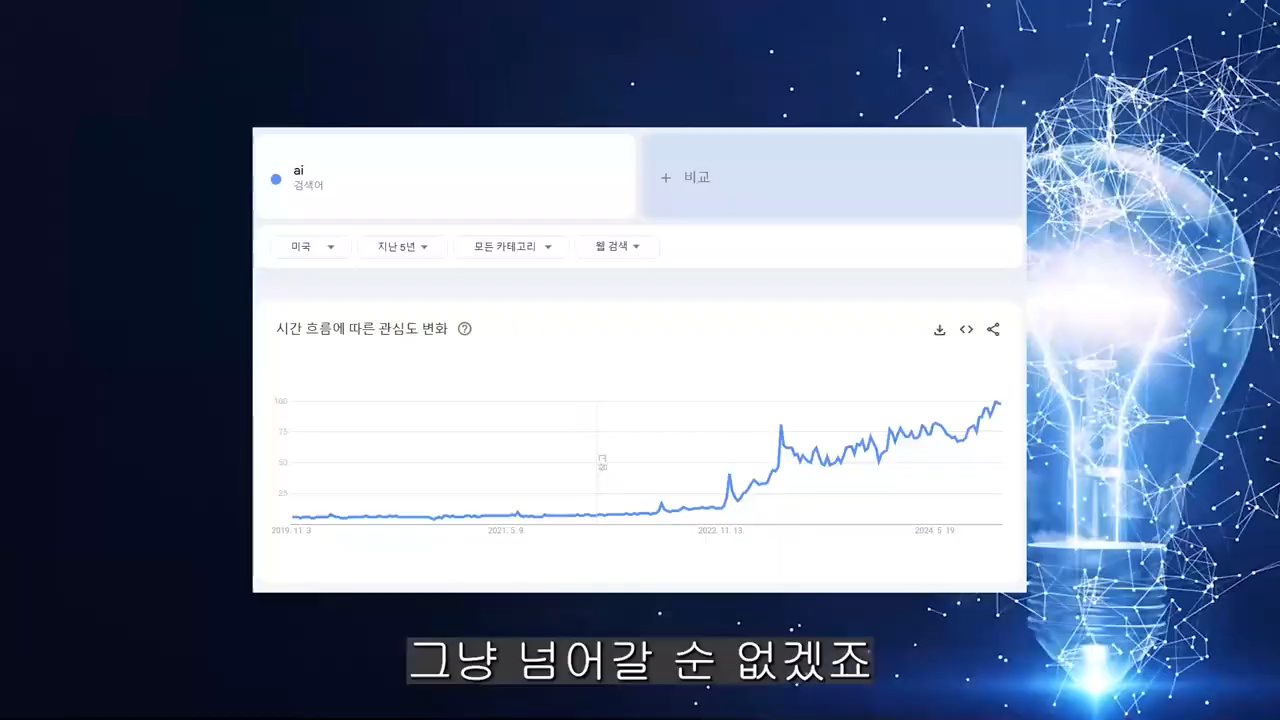 ai
검색어
+ 비교
미국
지난 5년
모든 카테고리
웹 검색
시간 흐름에 따른 관심도 변화
100
75
50
25
참고
2019. 11. 3
2021. 5. 9.
2022. 11. 13.
2024. 5. 19
그냥 넘어갈 순 없겠죠